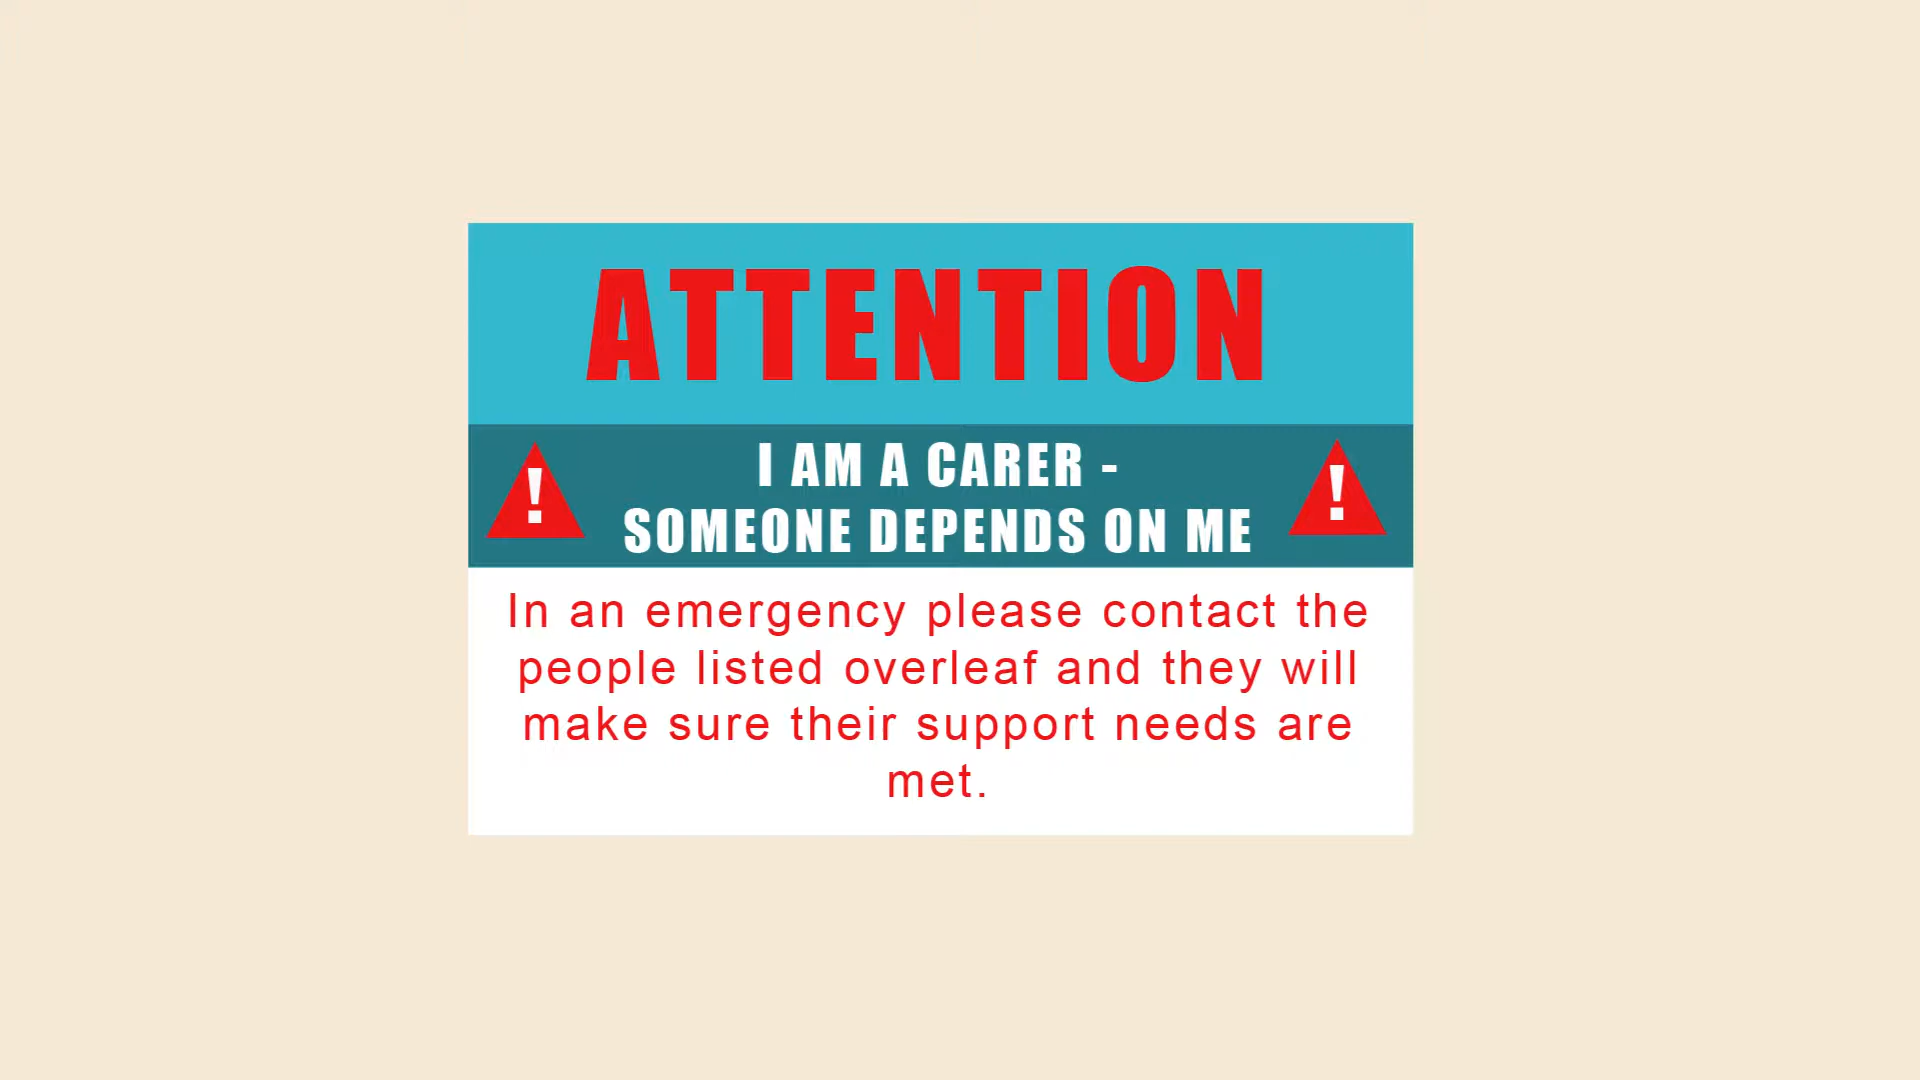 ATTENTION
!
I AM A CARER -
!
SOMEONE DEPENDS ON ME
In an emergency please contact the
people listed overleaf and they will
make sure their support needs are
met.